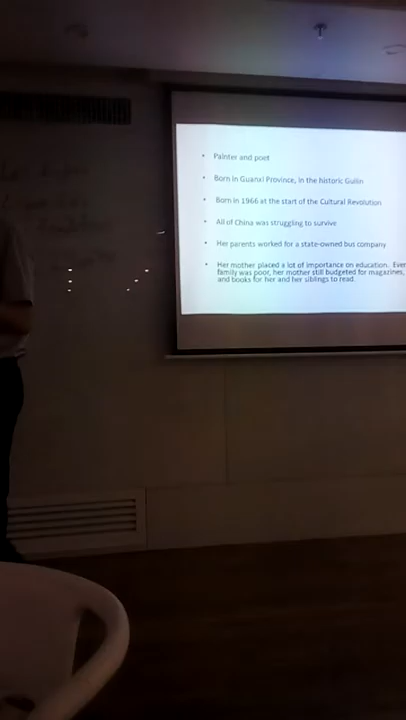 • Painter and poet
• Born in Guanxi Province, in the historic Guilin
• Born in 1966 at the start of the Cultural Revolution
• All of China was struggling to survive
• Her parents worked for a state-owned bus company
• Her mother placed a lot of importance on education.
family was poor, her mother still budgeted for magazines,
and books for her and her siblings to read.